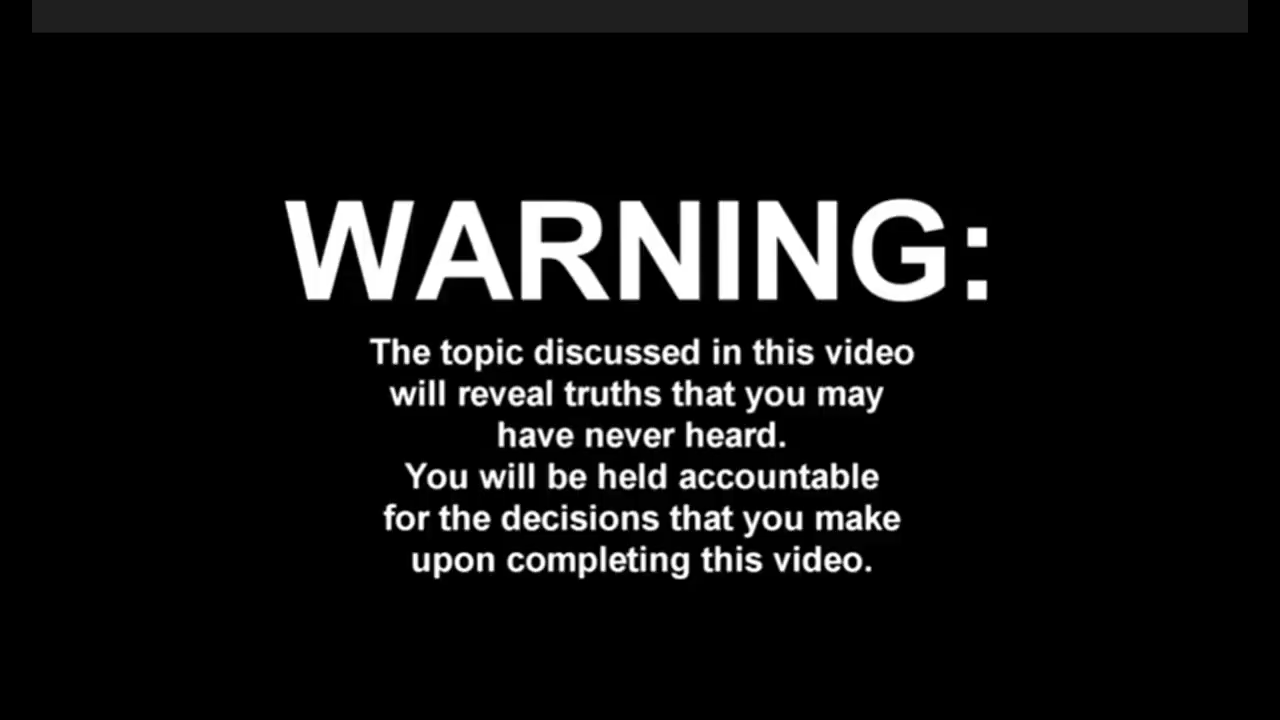 WARNING:
The topic discussed in this video
will reveal truths that you may
have never heard.
You will be held accountable
for the decisions that you make
upon completing this video.